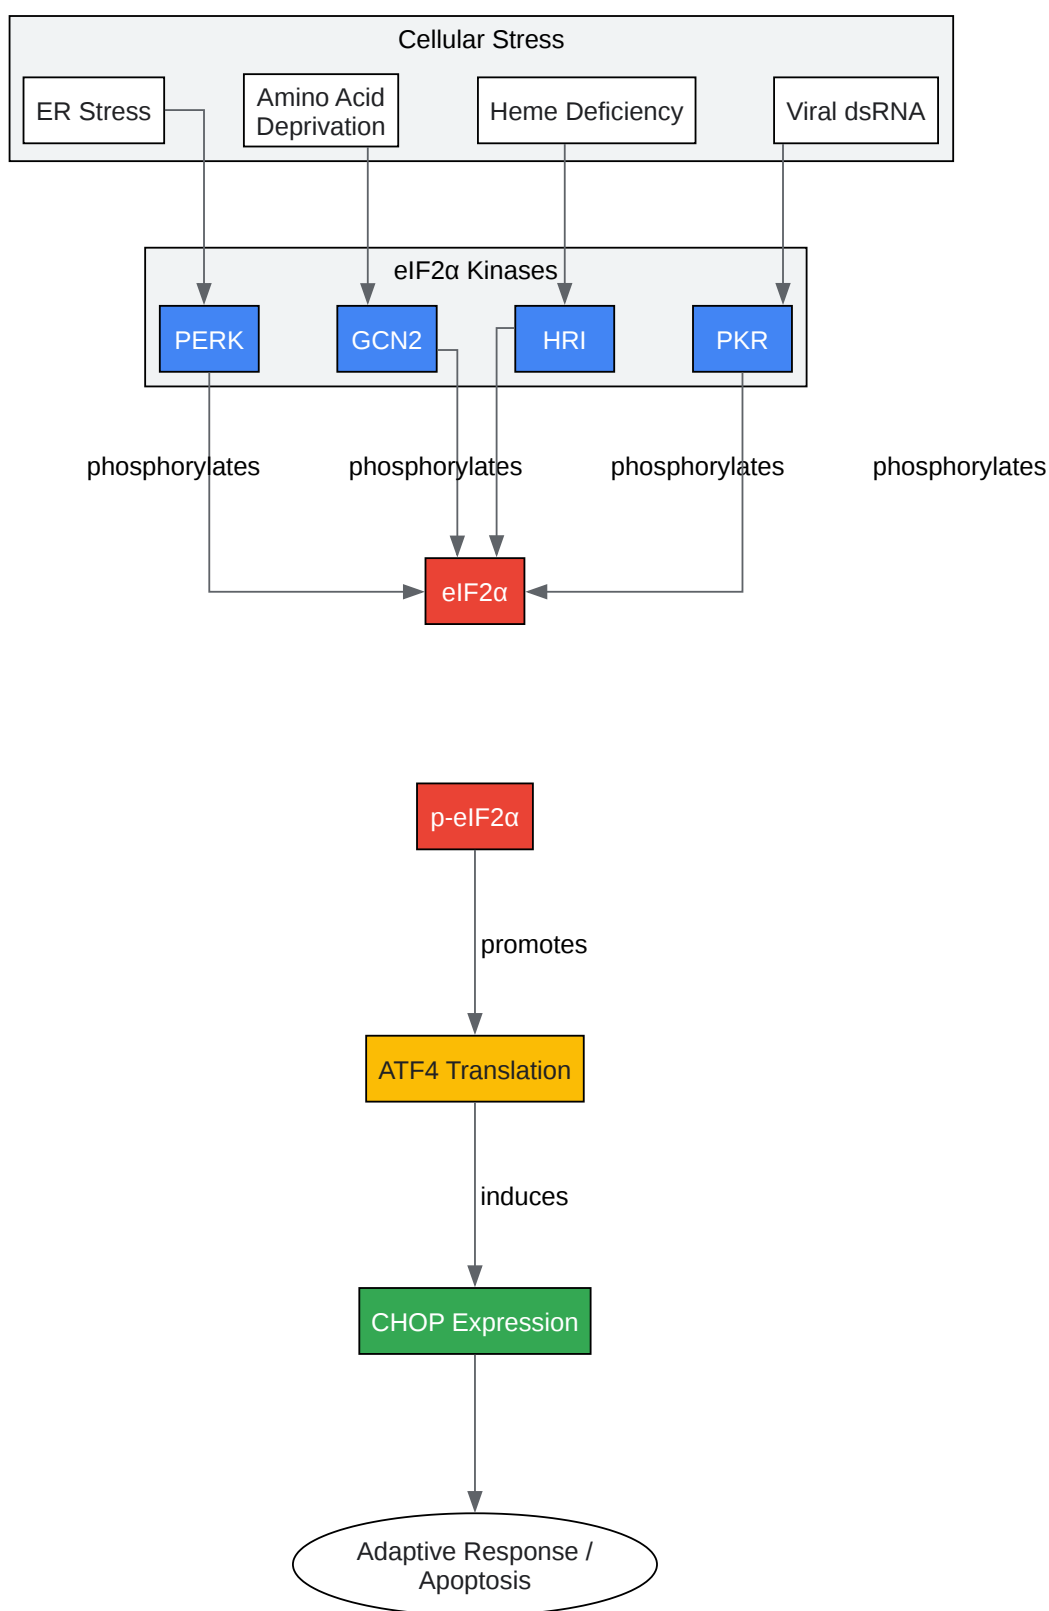 Cellular Stress
ER Stress
Amino Acid
Deprivation
Heme Deficiency
Viral dsRNA
eIF2α Kinases
PERK
GCN2
HRI
PKR
phosphorylates
phosphorylates
phosphorylates
phosphorylates
eIF2α
p-eIF2α
promotes
ATF4 Translation
induces
CHOP Expression
Adaptive Response /
Apoptosis